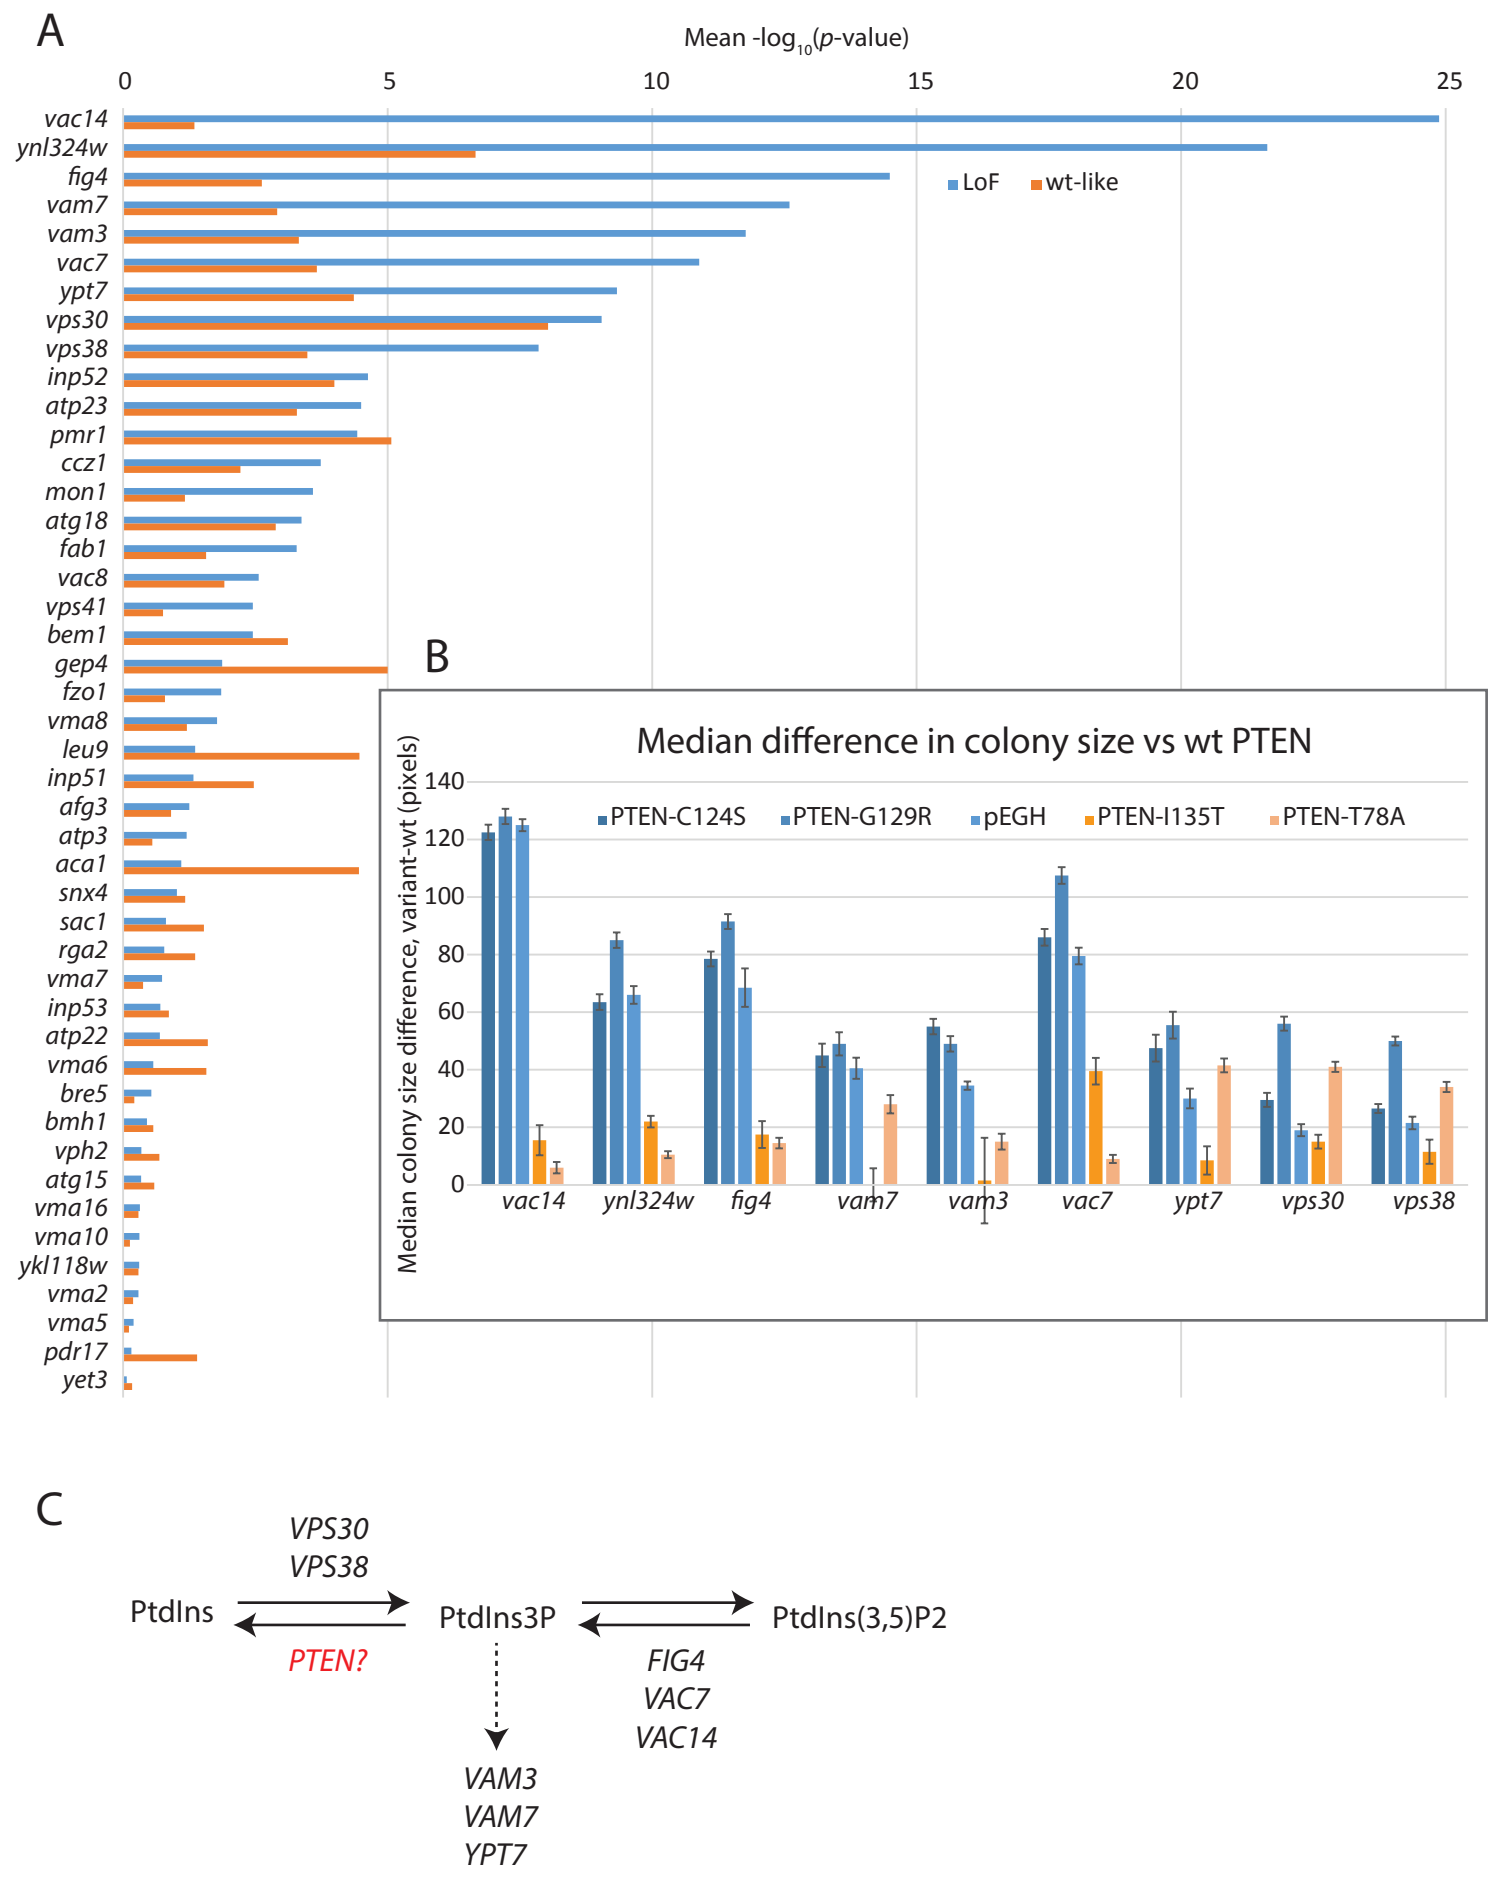 A
Mean -log10(p-value)
0 5 10 15 20 25
vac14
ynl324w
fig4
LoF wt-like
vam7
vam3
vac7
ypt7
vps30
vps38
inp52
atp23
pmr1
ccz1
mon1
atg18
fab1
vac8
vps41
bem1
gep4
fzo1
vma8
leu9
inp51
afg3
atp3
aca1
snx4
sac1
rga2
vma7
inp53
atp22
vma6
bre5
bmh1
vph2
atg15
vma16
vma10
ykl118w
vma2
vma5
pdr17
yet3
B
Median difference in colony size vs wt PTEN
Median colony size difference, variant-wt (pixels)
PTEN-C124S PTEN-G129R pEGH PTEN-I135T PTEN-T78A
140
120
100
80
60
40
20
0
vac14 ynl324w fig4 vam7 vam3 vac7 ypt7 vps30 vps38
C
VPS30
VPS38
PtdIns PtdIns3P PtdIns(3,5)P2
PTEN?
FIG4
VAC7
VAC14
VAM3
VAM7
YPT7